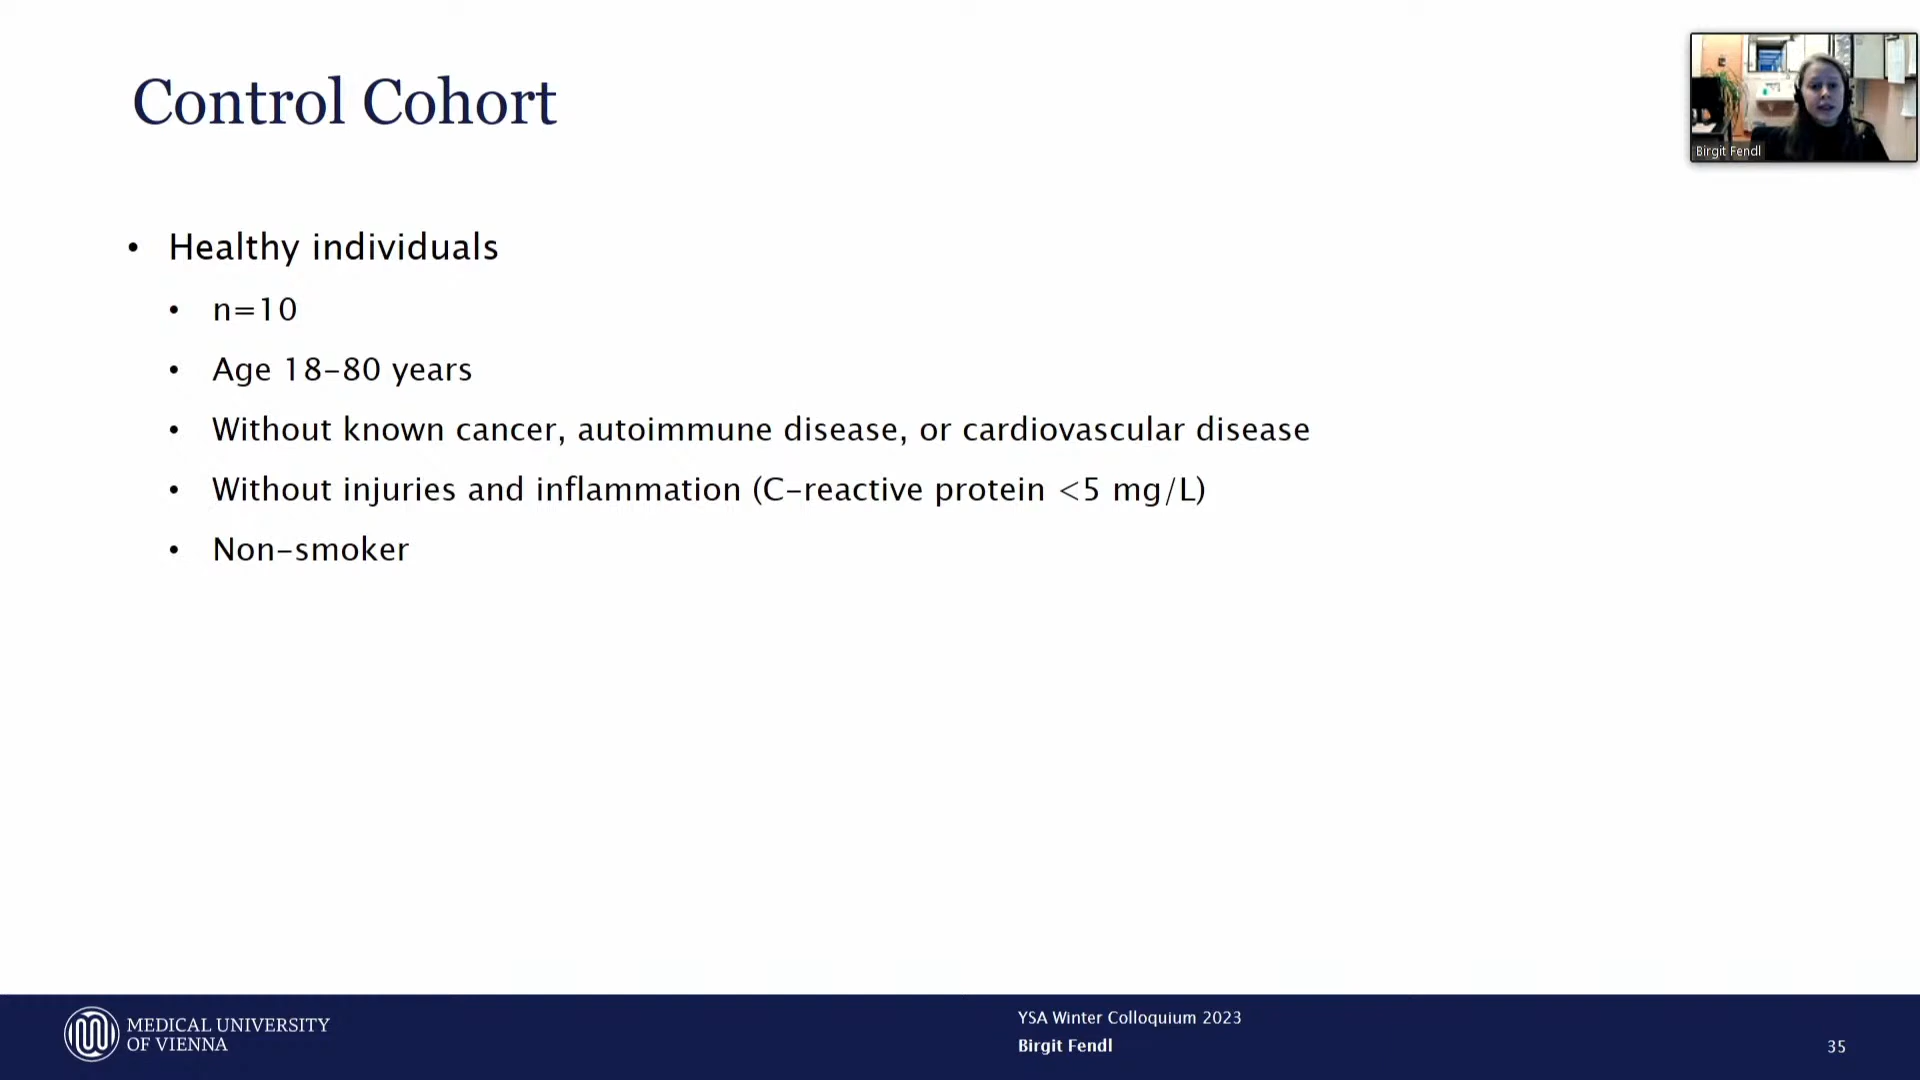 Control Cohort
Birgit Fendl
• Healthy individuals
• n=10
• Age 18-80 years
• Without known cancer, autoimmune disease, or cardiovascular disease
• Without injuries and inflammation (C-reactive protein <5 mg/L)
• Non-smoker
MEDICAL UNIVERSITY
OF VIENNA
YSA Winter Colloquium 2023
Birgit Fendl
35